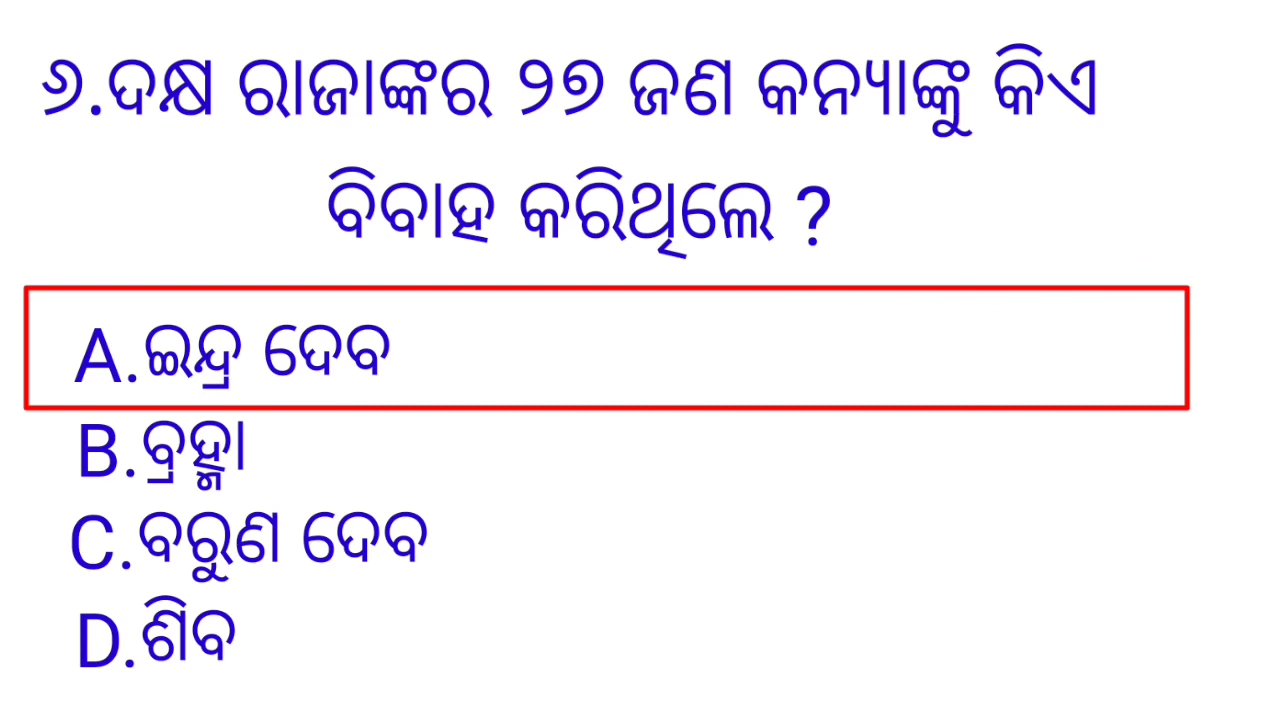 ୬.ଦକ୍ଷ ରାଜାଙ୍କର ୨୭ ଜଣ କନ୍ୟାଙ୍କୁ କିଏ
ବିବାହ କରିଥିଲେ ?
A.ଇନ୍ଦ୍ର ଦେବ
B.ବ୍ରହ୍ମା
C.ବରୁଣ ଦେବ
D.ଶିବ